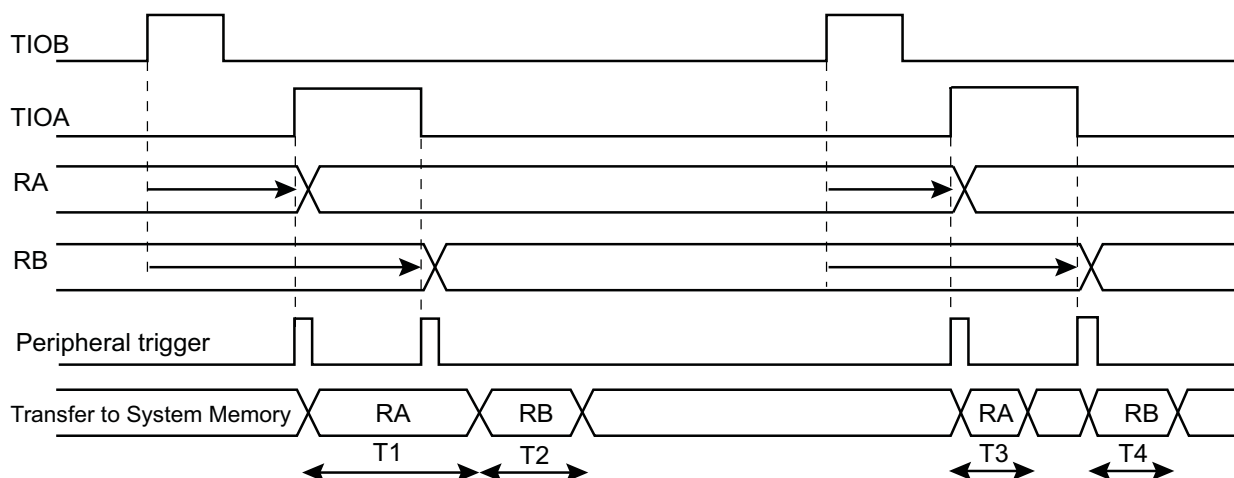 TIOB
TIOA
RA
RB
Peripheral trigger
Transfer to System Memory RA RB RA RB
T1 T2 T3 T4